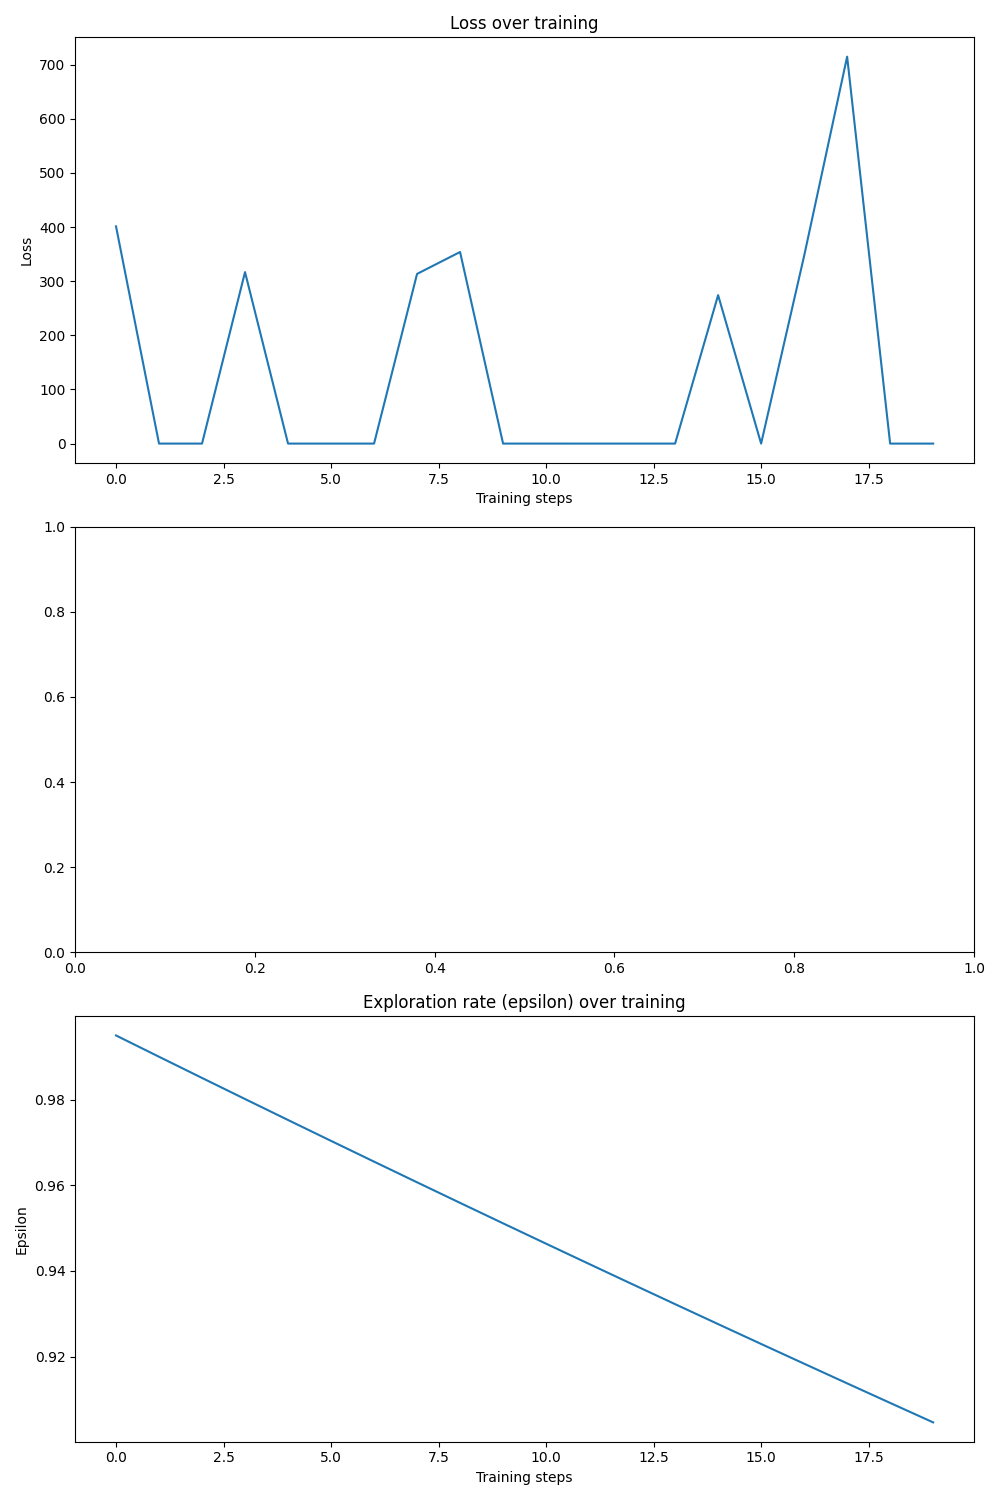 Loss over training
700
600
500
400
300
200
100
0
Loss
0.0 2.5 5.0 7.5 10.0 12.5 15.0 17.5
Training steps
1.0
0.8
0.6
0.4
0.2
0.0
0.0 0.2 0.4 0.6 0.8 1.0
Exploration rate (epsilon) over training
0.98
0.96
0.94
0.92
Epsilon
0.0 2.5 5.0 7.5 10.0 12.5 15.0 17.5
Training steps